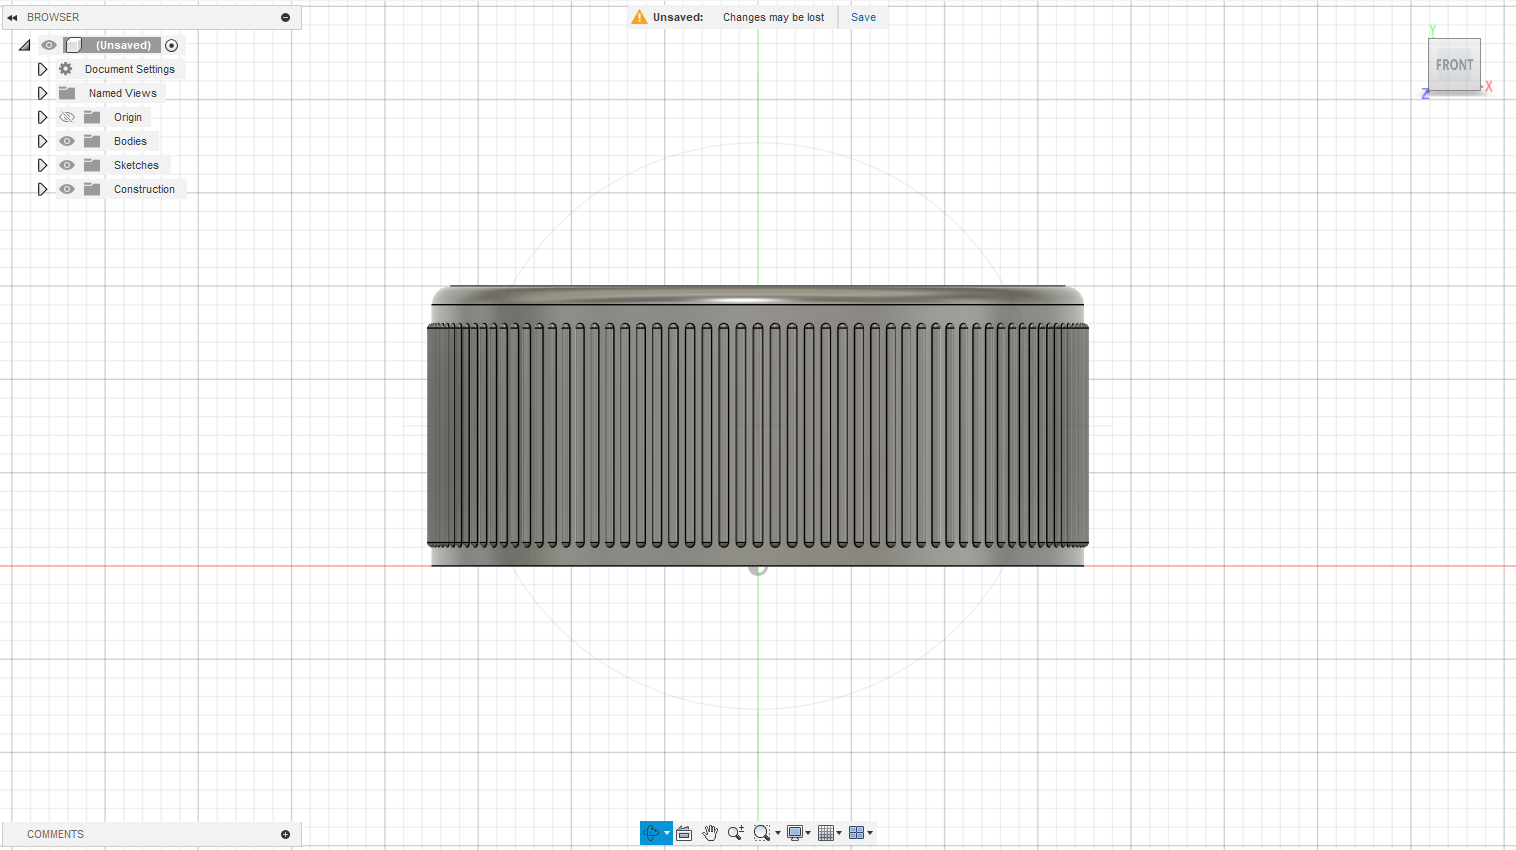 BROWSER
Unsaved: Changes may be lost Save
(Unsaved)
Document Settings
Named Views
Origin
Bodies
Sketches
Construction
Y
FRONT
X
Z
COMMENTS